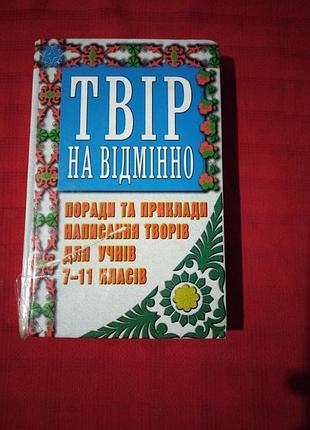 ТВІР
НА ВІДМІННО
ПОРАДИ ТА ПРИКЛАДИ
НАПИСАННЯ ТВОРІВ
ДЛЯ УЧНІВ
7-11 КЛАСІВ